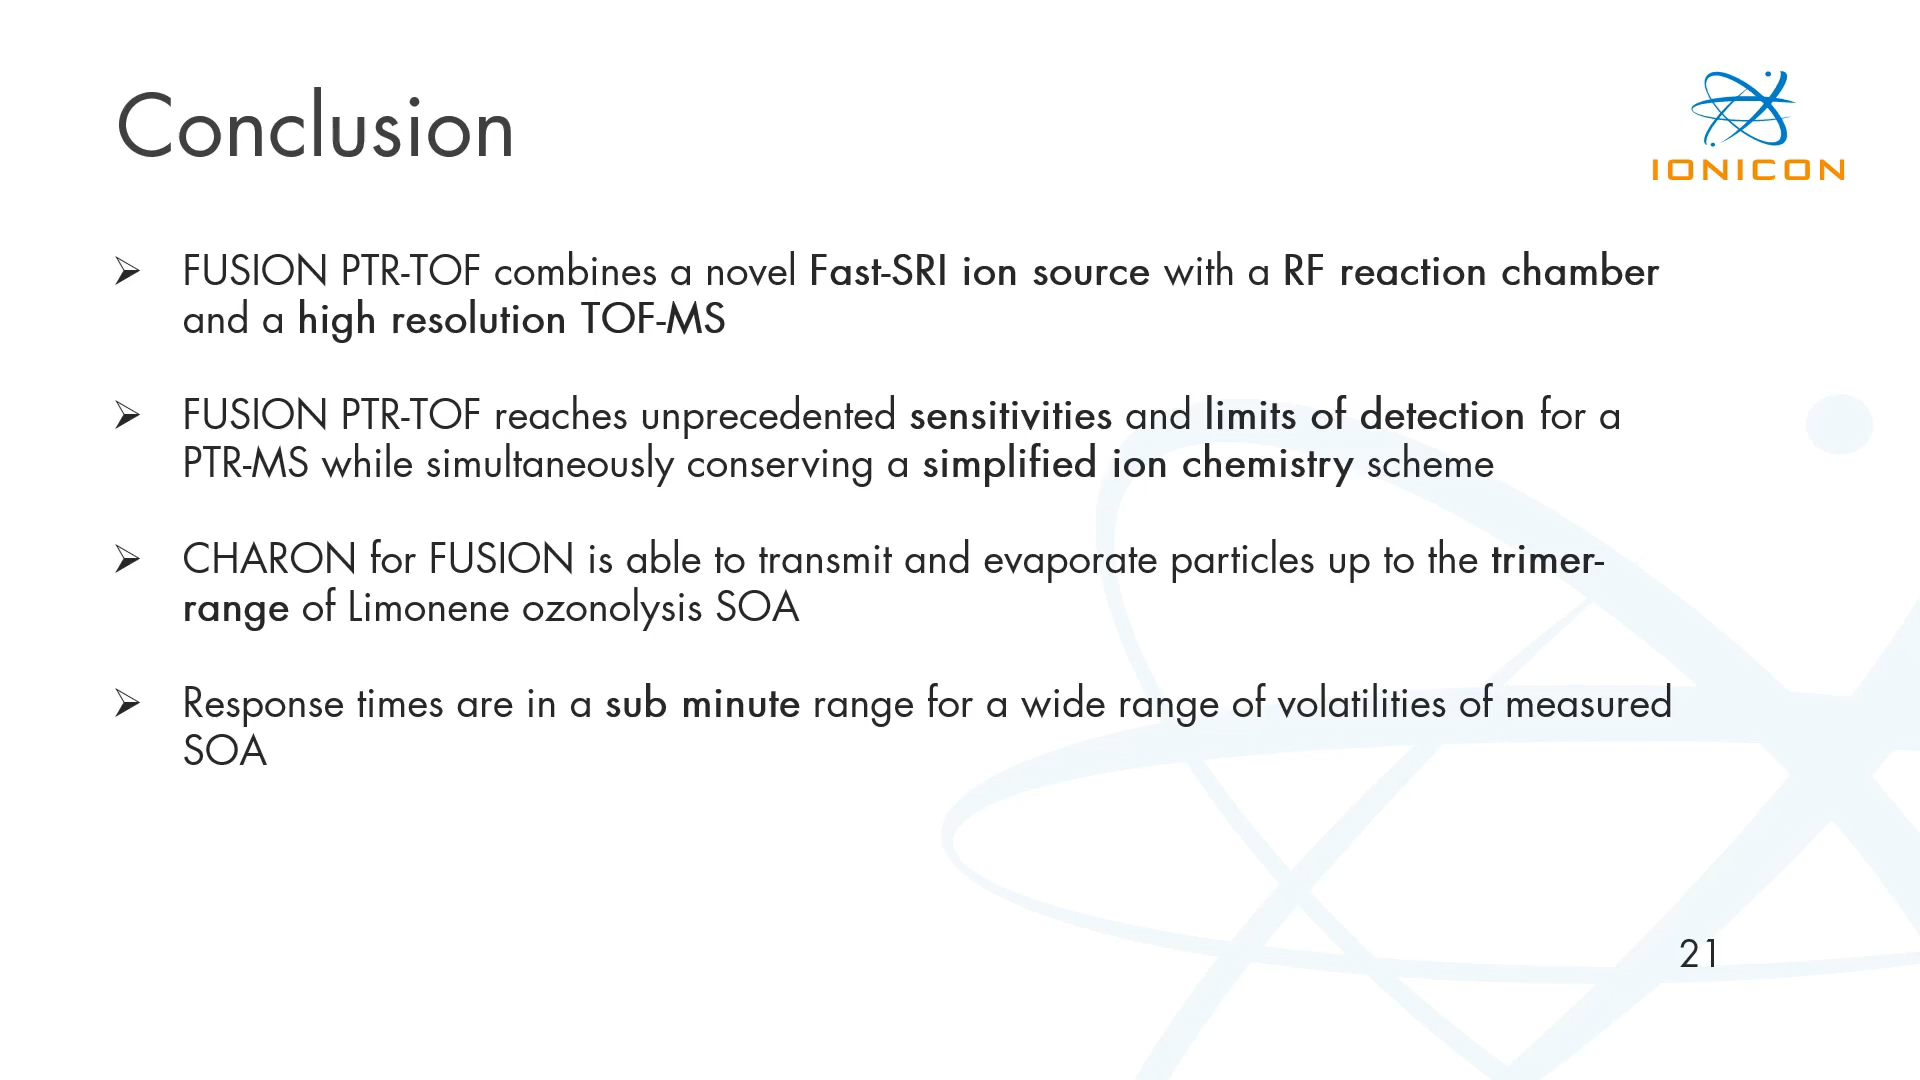 Conclusion
IONICON
➢ FUSION PTR-TOF combines a novel Fast-SRI ion source with a RF reaction chamber
and a high resolution TOF-MS
➢ FUSION PTR-TOF reaches unprecedented sensitivities and limits of detection for a
PTR-MS while simultaneously conserving a simplified ion chemistry scheme
➢ CHARON for FUSION is able to transmit and evaporate particles up to the trimer-
range of Limonene ozonolysis SOA
➢ Response times are in a sub minute range for a wide range of volatilities of measured
SOA
21